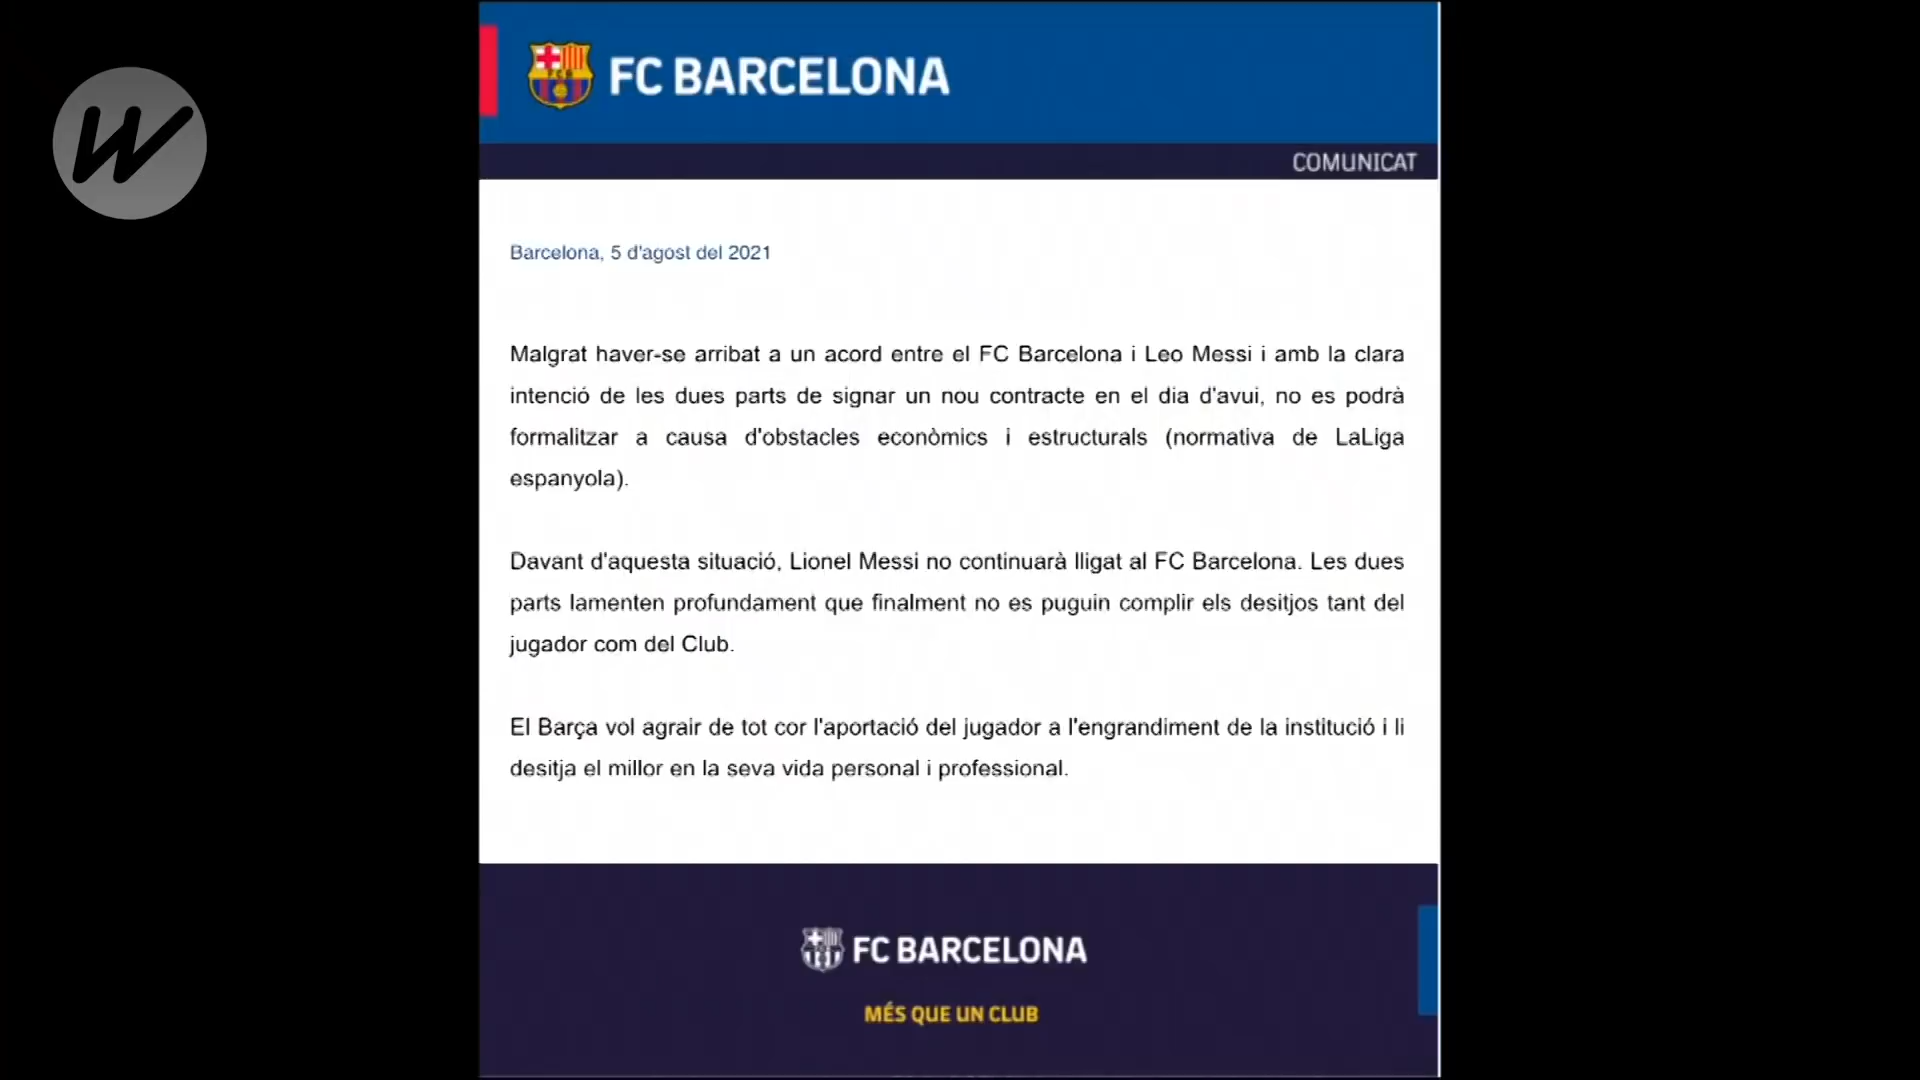 W
FC BARCELONA
COMUNICAT
Barcelona, 5 d'agost del 2021
Malgrat haver-se arribat a un acord entre el FC Barcelona i Leo Messi i amb la clara
intenció de les dues parts de signar un nou contracte en el dia d'avui, no es podrà
formalitzar a causa d'obstacles econòmics i estructurals (normativa de LaLiga
espanyola).
Davant d'aquesta situació, Lionel Messi no continuarà lligat al FC Barcelona. Les dues
parts lamenten profundament que finalment no es puguin complir els desitjos tant del
jugador com del Club.
El Barça vol agrair de tot cor l'aportació del jugador a l'engrandiment de la institució i li
desitja el millor en la seva vida personal i professional.
FC BARCELONA
MÉS QUE UN CLUB